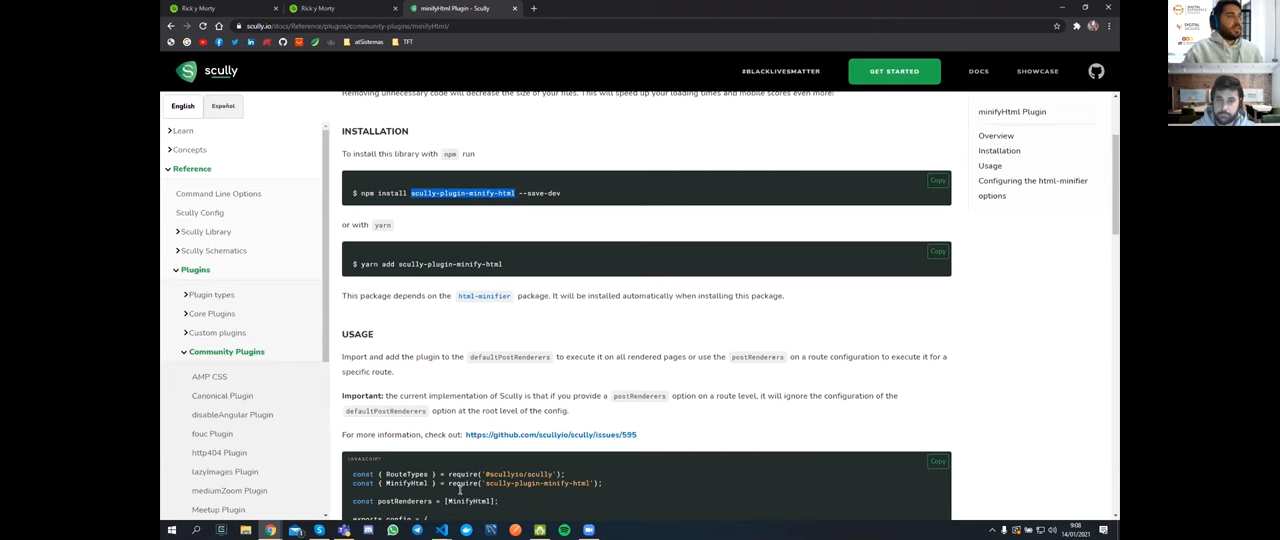 Rick y Morty
Rick y Morty
minifyHtml Plugin - Scully
scully.io/docs/Reference/plugins/community-plugins/minifyHtml/
atSistemas
TFT
scully
#BLACKLIVESMATTER
GET STARTED
DOCS
SHOWCASE
English
Español
Learn
Concepts
Reference
Command Line Options
Scully Config
Scully Library
Scully Schematics
Plugins
Plugin types
Core Plugins
Custom plugins
Community Plugins
AMP CSS
Canonical Plugin
disableAngular Plugin
fouc Plugin
http404 Plugin
lazyImages Plugin
mediumZoom Plugin
Meetup Plugin
Removing unnecessary code will decrease the size of your files. This will speed up your loading times and mobile scores even more!
INSTALLATION
To install this library with npm run
Copy
$ npm install scully-plugin-minify-html --save-dev
or with yarn
Copy
$ yarn add scully-plugin-minify-html
This package depends on the html-minifier package. It will be installed automatically when installing this package.
USAGE
Import and add the plugin to the defaultPostRenderers to execute it on all rendered pages or use the postRenderers on a route configuration to execute it for a
specific route.
Important: the current implementation of Scully is that if you provide a postRenderers option on a route level, it will ignore the configuration of the
defaultPostRenderers option at the root level of the config.
For more information, check out: https://github.com/scullyio/scully/issues/595
JAVASCRIPT
Copy
const { RouteTypes } = require('@scullyio/scully');
const { MinifyHtml } = require('scully-plugin-minify-html');
const postRenderers = [MinifyHtml];
exports.config = {
minifyHtml Plugin
Overview
Installation
Usage
Configuring the html-minifier
options
9:08
14/01/2021